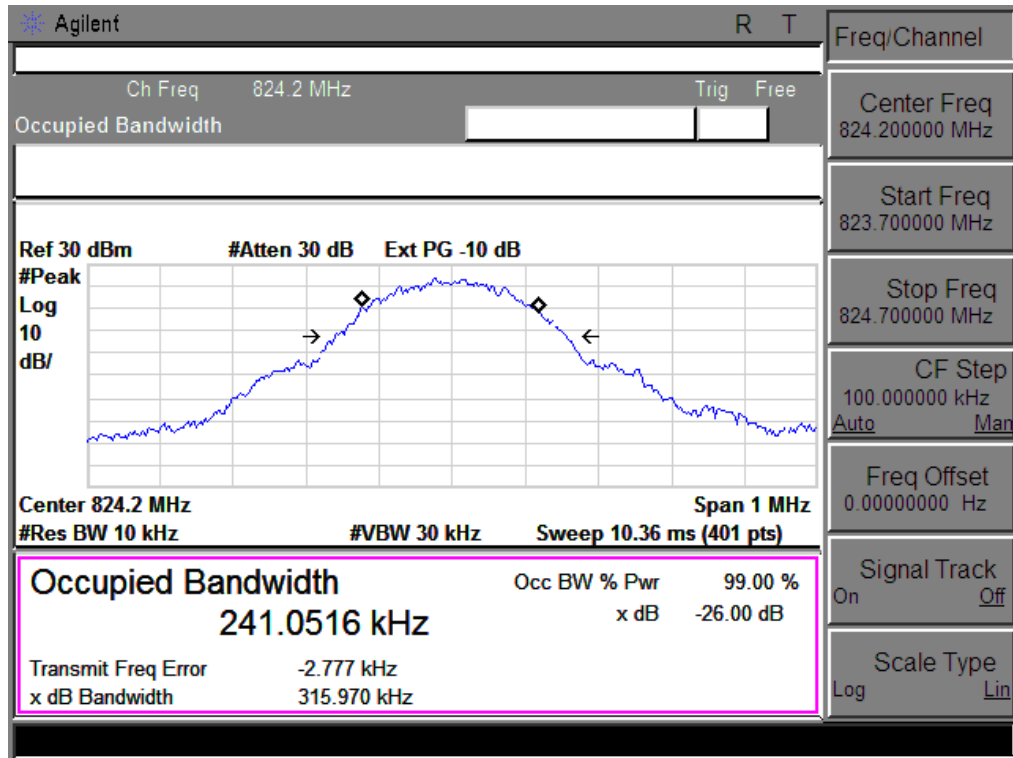 Agilent R T
Ch Freq 824.2 MHz Trig Free
Occupied Bandwidth
Ref 30 dBm #Atten 30 dB Ext PG -10 dB
#Peak
Log
10
dB/
Center 824.2 MHz Span 1 MHz
#Res BW 10 kHz #VBW 30 kHz Sweep 10.36 ms (401 pts)
Occupied Bandwidth Occ BW % Pwr 99.00 %
241.0516 kHz x dB -26.00 dB
Transmit Freq Error -2.777 kHz
x dB Bandwidth 315.970 kHz
Freq/Channel
Center Freq
824.200000 MHz
Start Freq
823.700000 MHz
Stop Freq
824.700000 MHz
CF Step
100.000000 kHz
Auto Man
Freq Offset
0.00000000 Hz
Signal Track
On Off
Scale Type
Log Lin